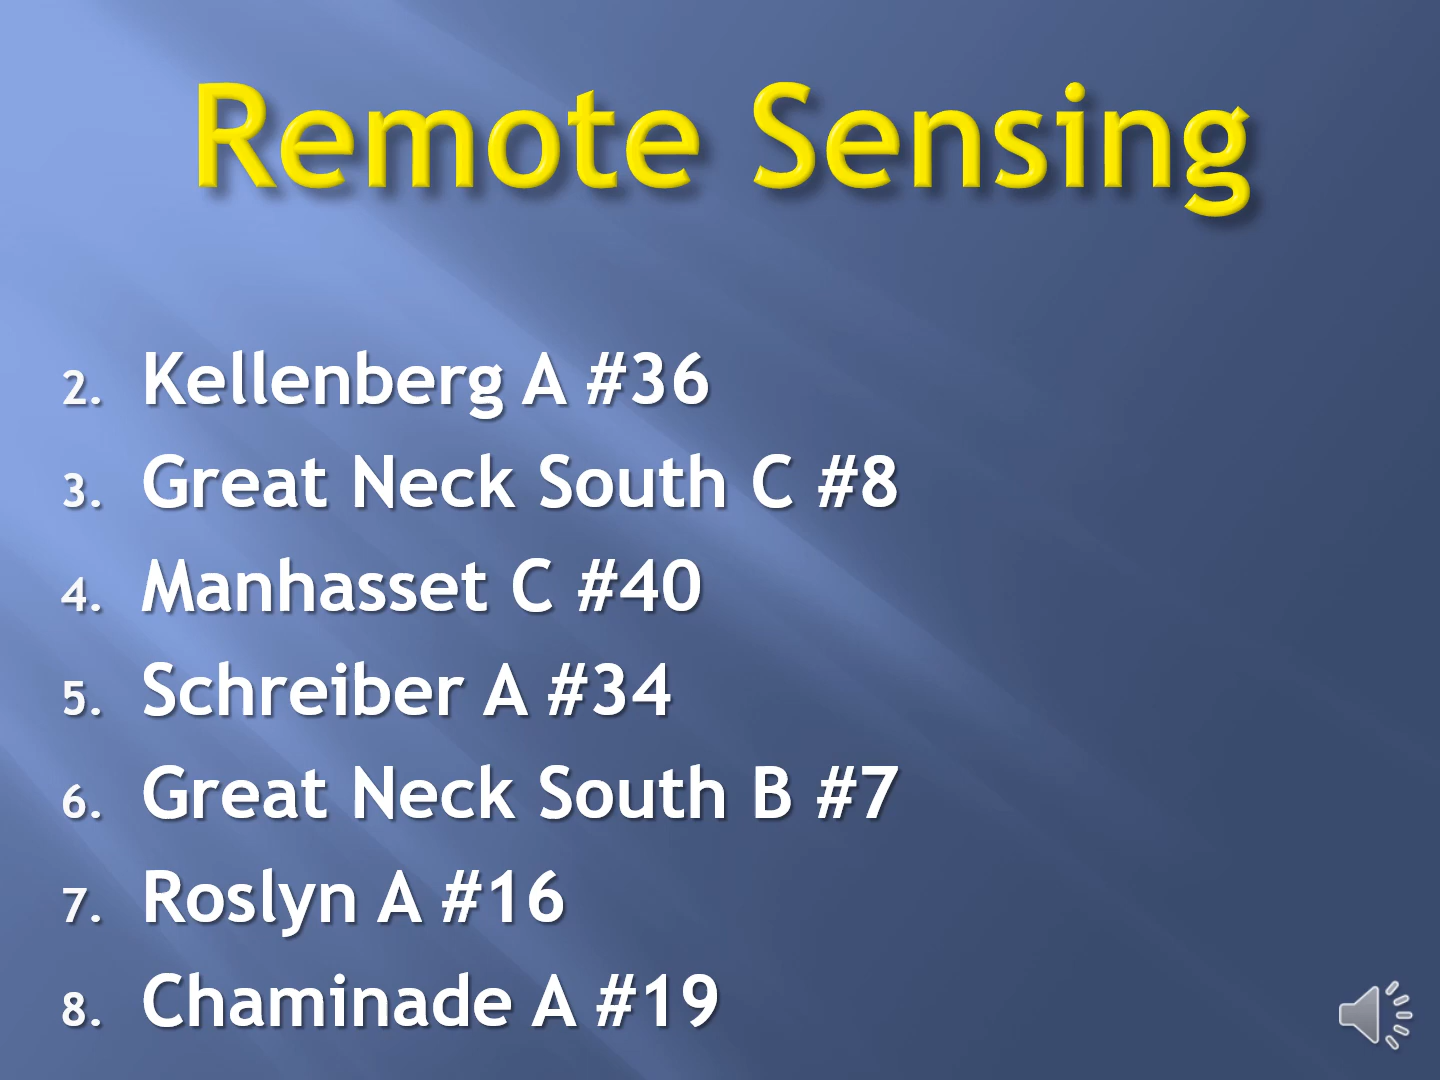 Remote Sensing
2. Kellenberg A #36
3. Great Neck South C #8
4. Manhasset C #40
5. Schreiber A #34
6. Great Neck South B #7
7. Roslyn A #16
8. Chaminade A #19